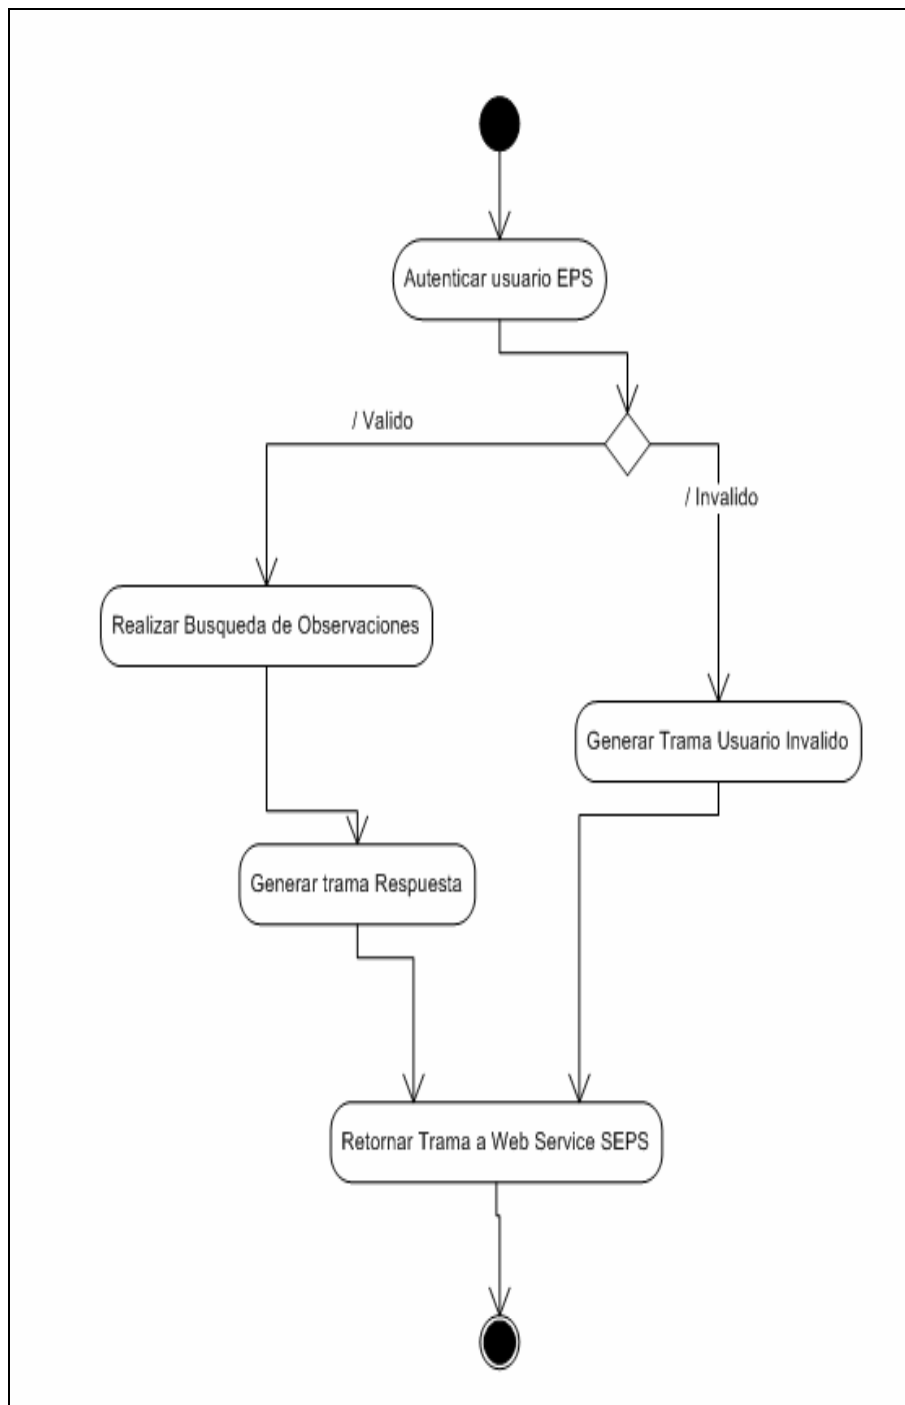 Autenticar usuario EPS
/ Valido
/ Invalido
Realizar Busqueda de Observaciones
Generar Trama Usuario Invalido
Generar trama Respuesta
Retornar Trama a Web Service SEPS